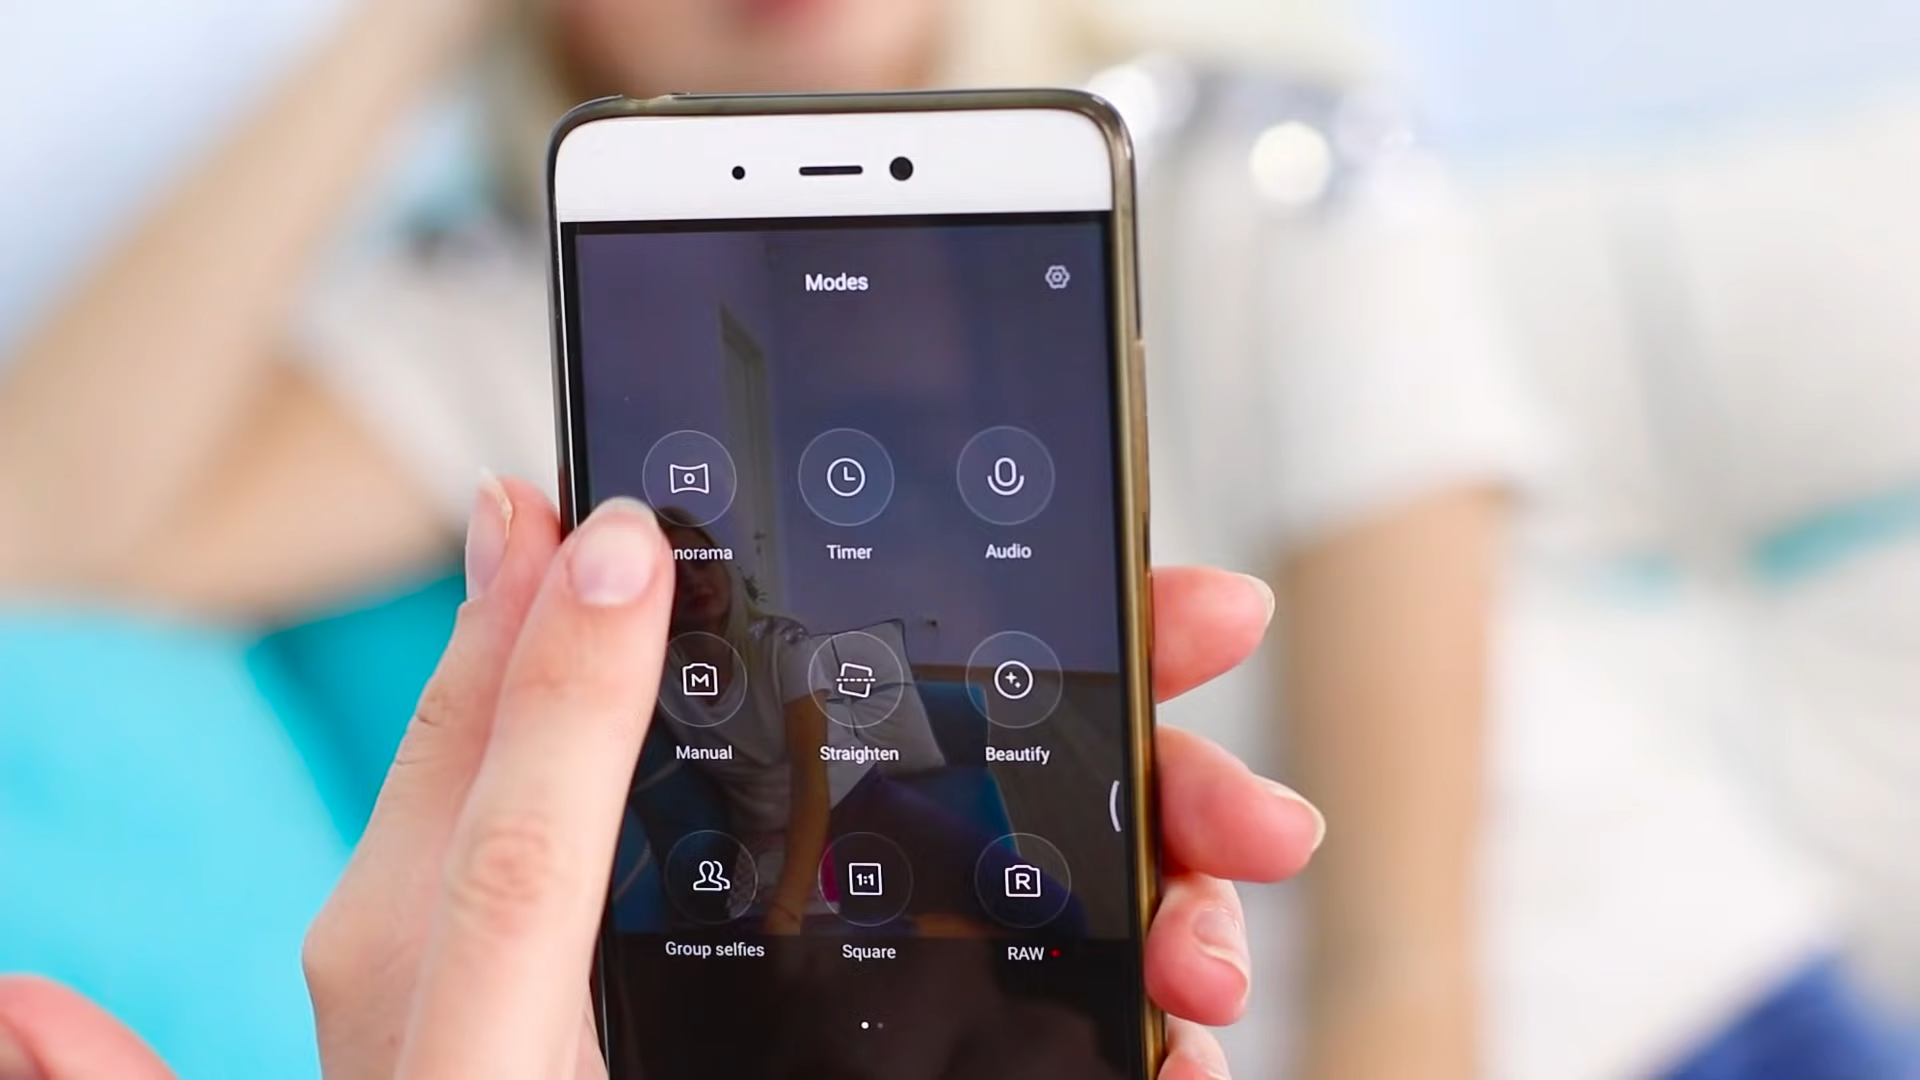 Modes
norama
Timer
Audio
M
Manual
Straighten
Beautify
1:1
R
Group selfies
Square
RAW